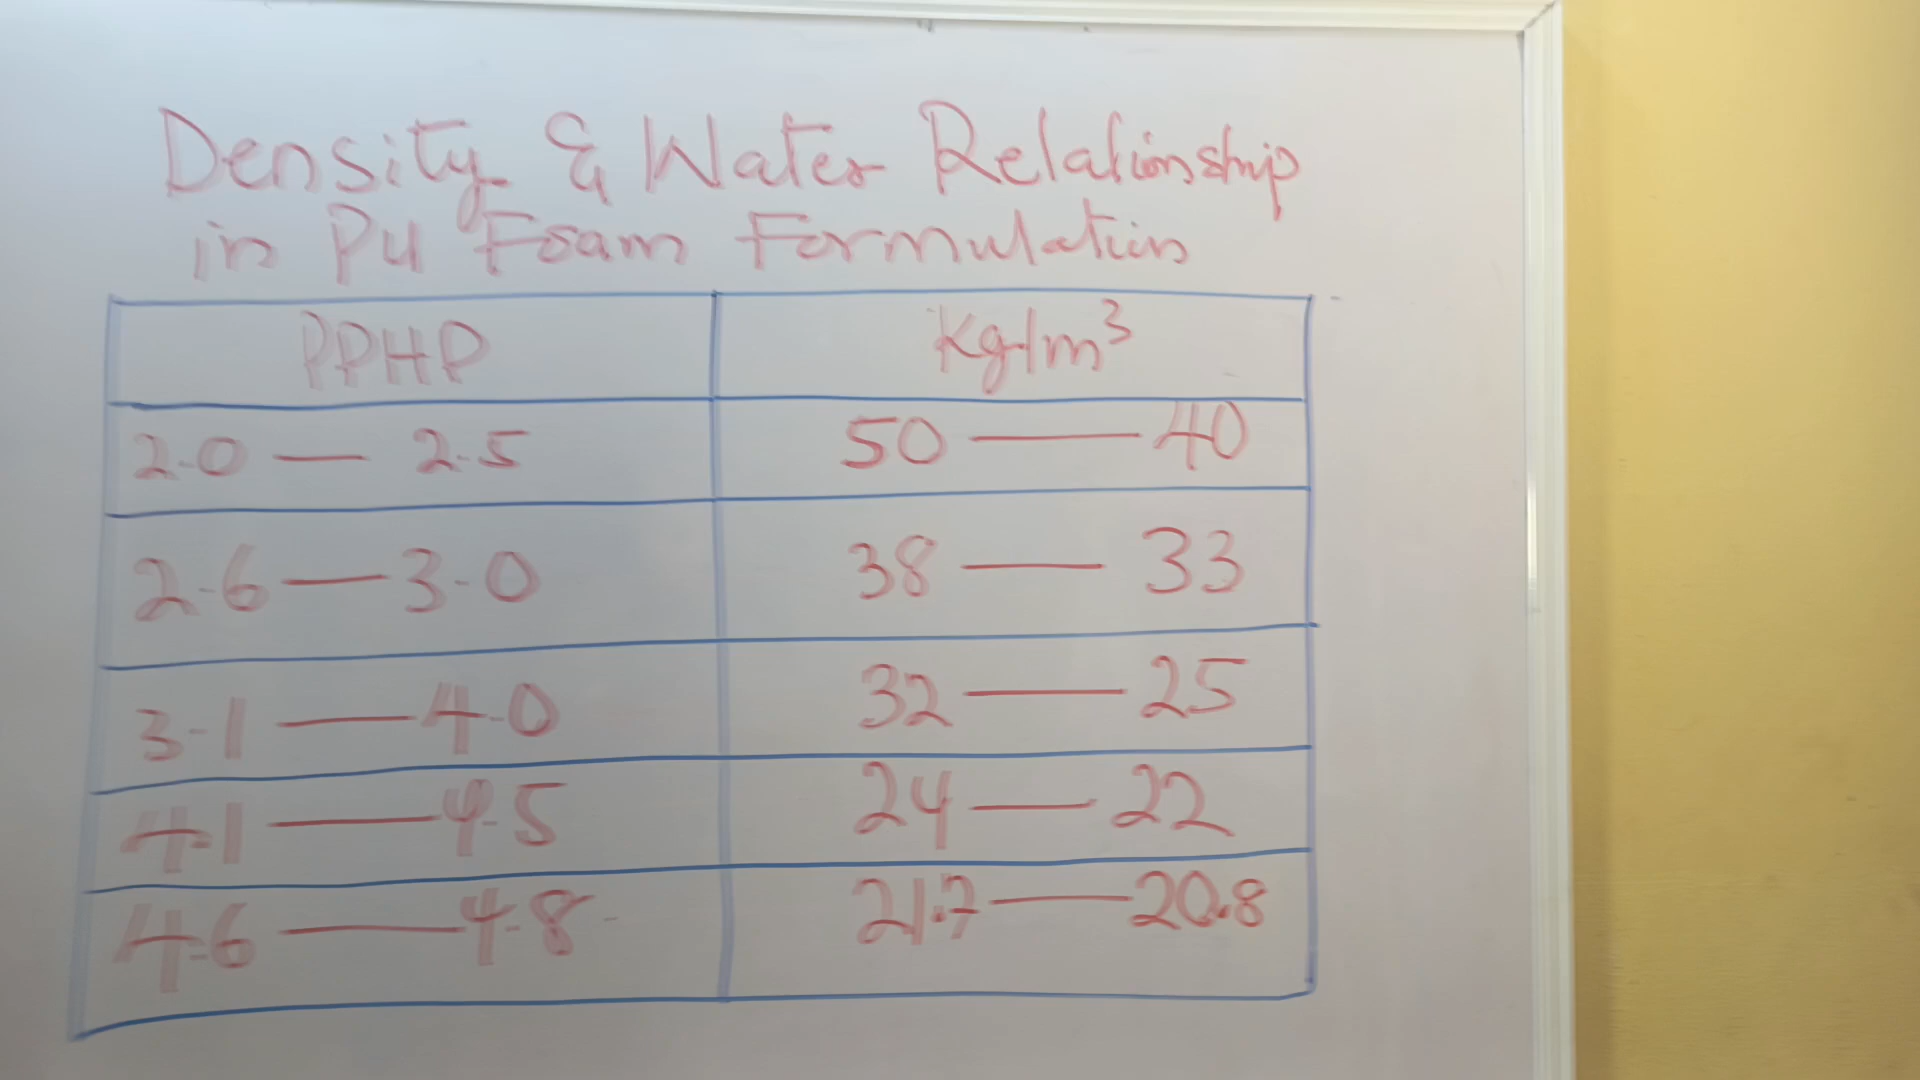 Density & Water Relationship
in PU Foam Formulation
PPHP Kg/m³
2.0 — 2.5 50 — 40
2.6 — 3.0 38 — 33
3.1 — 4.0 32 — 25
4.1 — 4.5 24 — 22
4.6 — 4.8 21.7 — 20.8